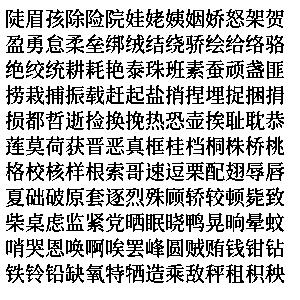 陡眉孩除险院娃姥姨姻娇怒架贺
盈勇怠柔垒绑绒结绕骄绘给络骆
绝绞统耕耗艳泰珠班素蚕顽盏匪
捞栽捕振载赶起盐捎捏埋捉捆捐
损都哲逝捡换挽热恐壶挨耻耽恭
莲莫荷获晋恶真框桂档桐株桥桃
格校核样根索哥速逗栗配翅辱唇
夏础破原套逐烈殊顾轿较顿毙致
柴桌虑监紧党晒眠晓鸭晃晌晕蚊
哨哭恩唤啊唉罢峰圆贼贿钱钳钻
铁铃铅缺氧特牺造乘敌秤租积秧